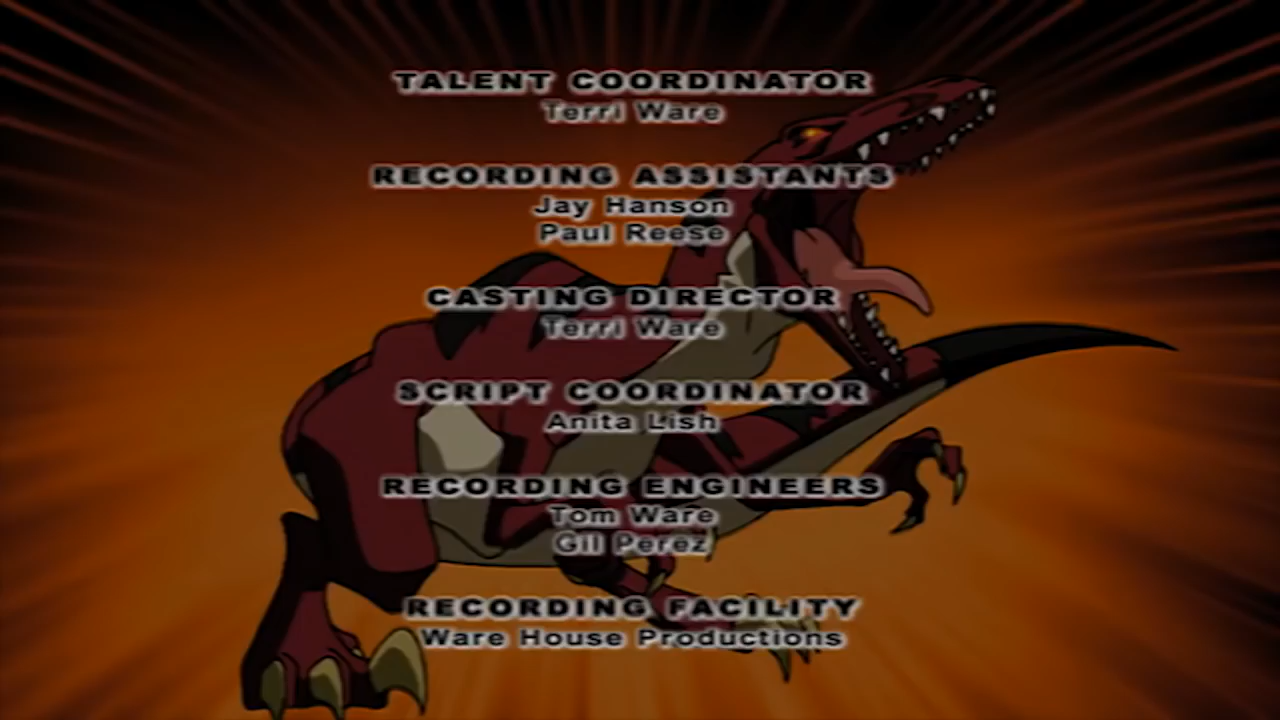 TALENT COORDINATOR
Terri Ware
RECORDING ASSISTANTS
Jay Hanson
Paul Reese
CASTING DIRECTOR
Terri Ware
SCRIPT COORDINATOR
Anita Lish
RECORDING ENGINEERS
Tom Ware
Gil Perez
RECORDING FACILITY
Ware House Productions